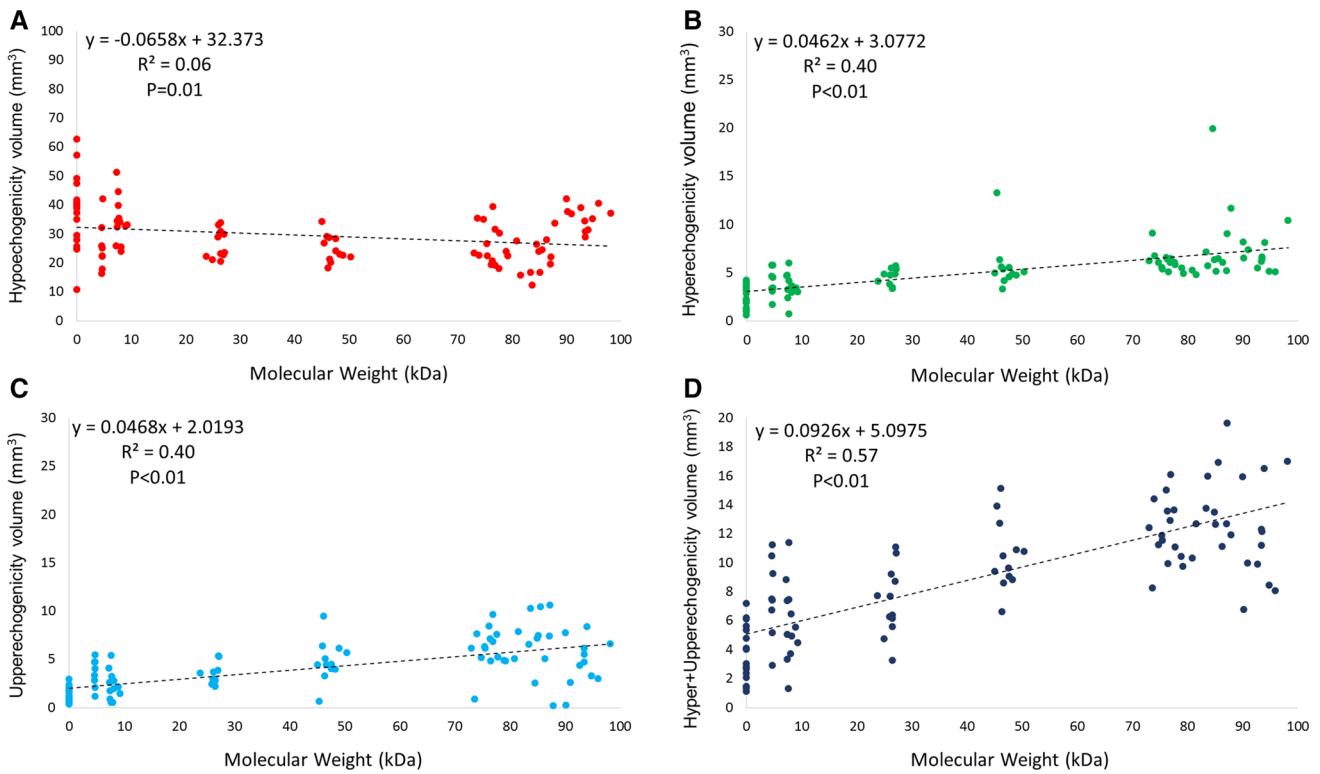 A
y = -0.0658x + 32.373
R² = 0.06
P=0.01
Hypoechogenicity volume (mm³)
100
90
80
70
60
50
40
30
20
10
0
0 10 20 30 40 50 60 70 80 90 100
Molecular Weight (kDa)
B
y = 0.0462x + 3.0772
R² = 0.40
P<0.01
Hyperechogenicity volume (mm³)
30
25
20
15
10
5
0
0 10 20 30 40 50 60 70 80 90 100
Molecular Weight (kDa)
C
y = 0.0468x + 2.0193
R² = 0.40
P<0.01
Upperechogenicity volume (mm³)
30
25
20
15
10
5
0
0 10 20 30 40 50 60 70 80 90 100
Molecular Weight (kDa)
D
y = 0.0926x + 5.0975
R² = 0.57
P<0.01
Hyper+Upperechogenicity volume (mm³)
20
18
16
14
12
10
8
6
4
2
0
0 10 20 30 40 50 60 70 80 90 100
Molecular Weight (kDa)